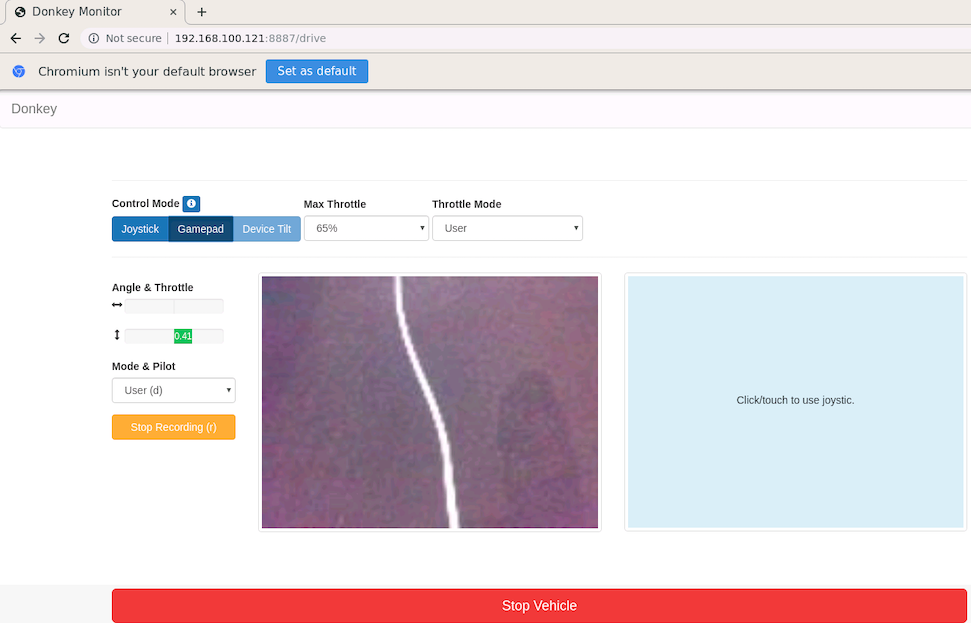 Donkey Monitor
Not secure 192.168.100.121:8887/drive
Chromium isn't your default browser Set as default
Donkey
Control Mode Max Throttle Throttle Mode
Joystick Gamepad Device Tilt 65% User
Angle & Throttle
0.41
Mode & Pilot
User (d)
Stop Recording (r)
Click/touch to use joystic.
Stop Vehicle